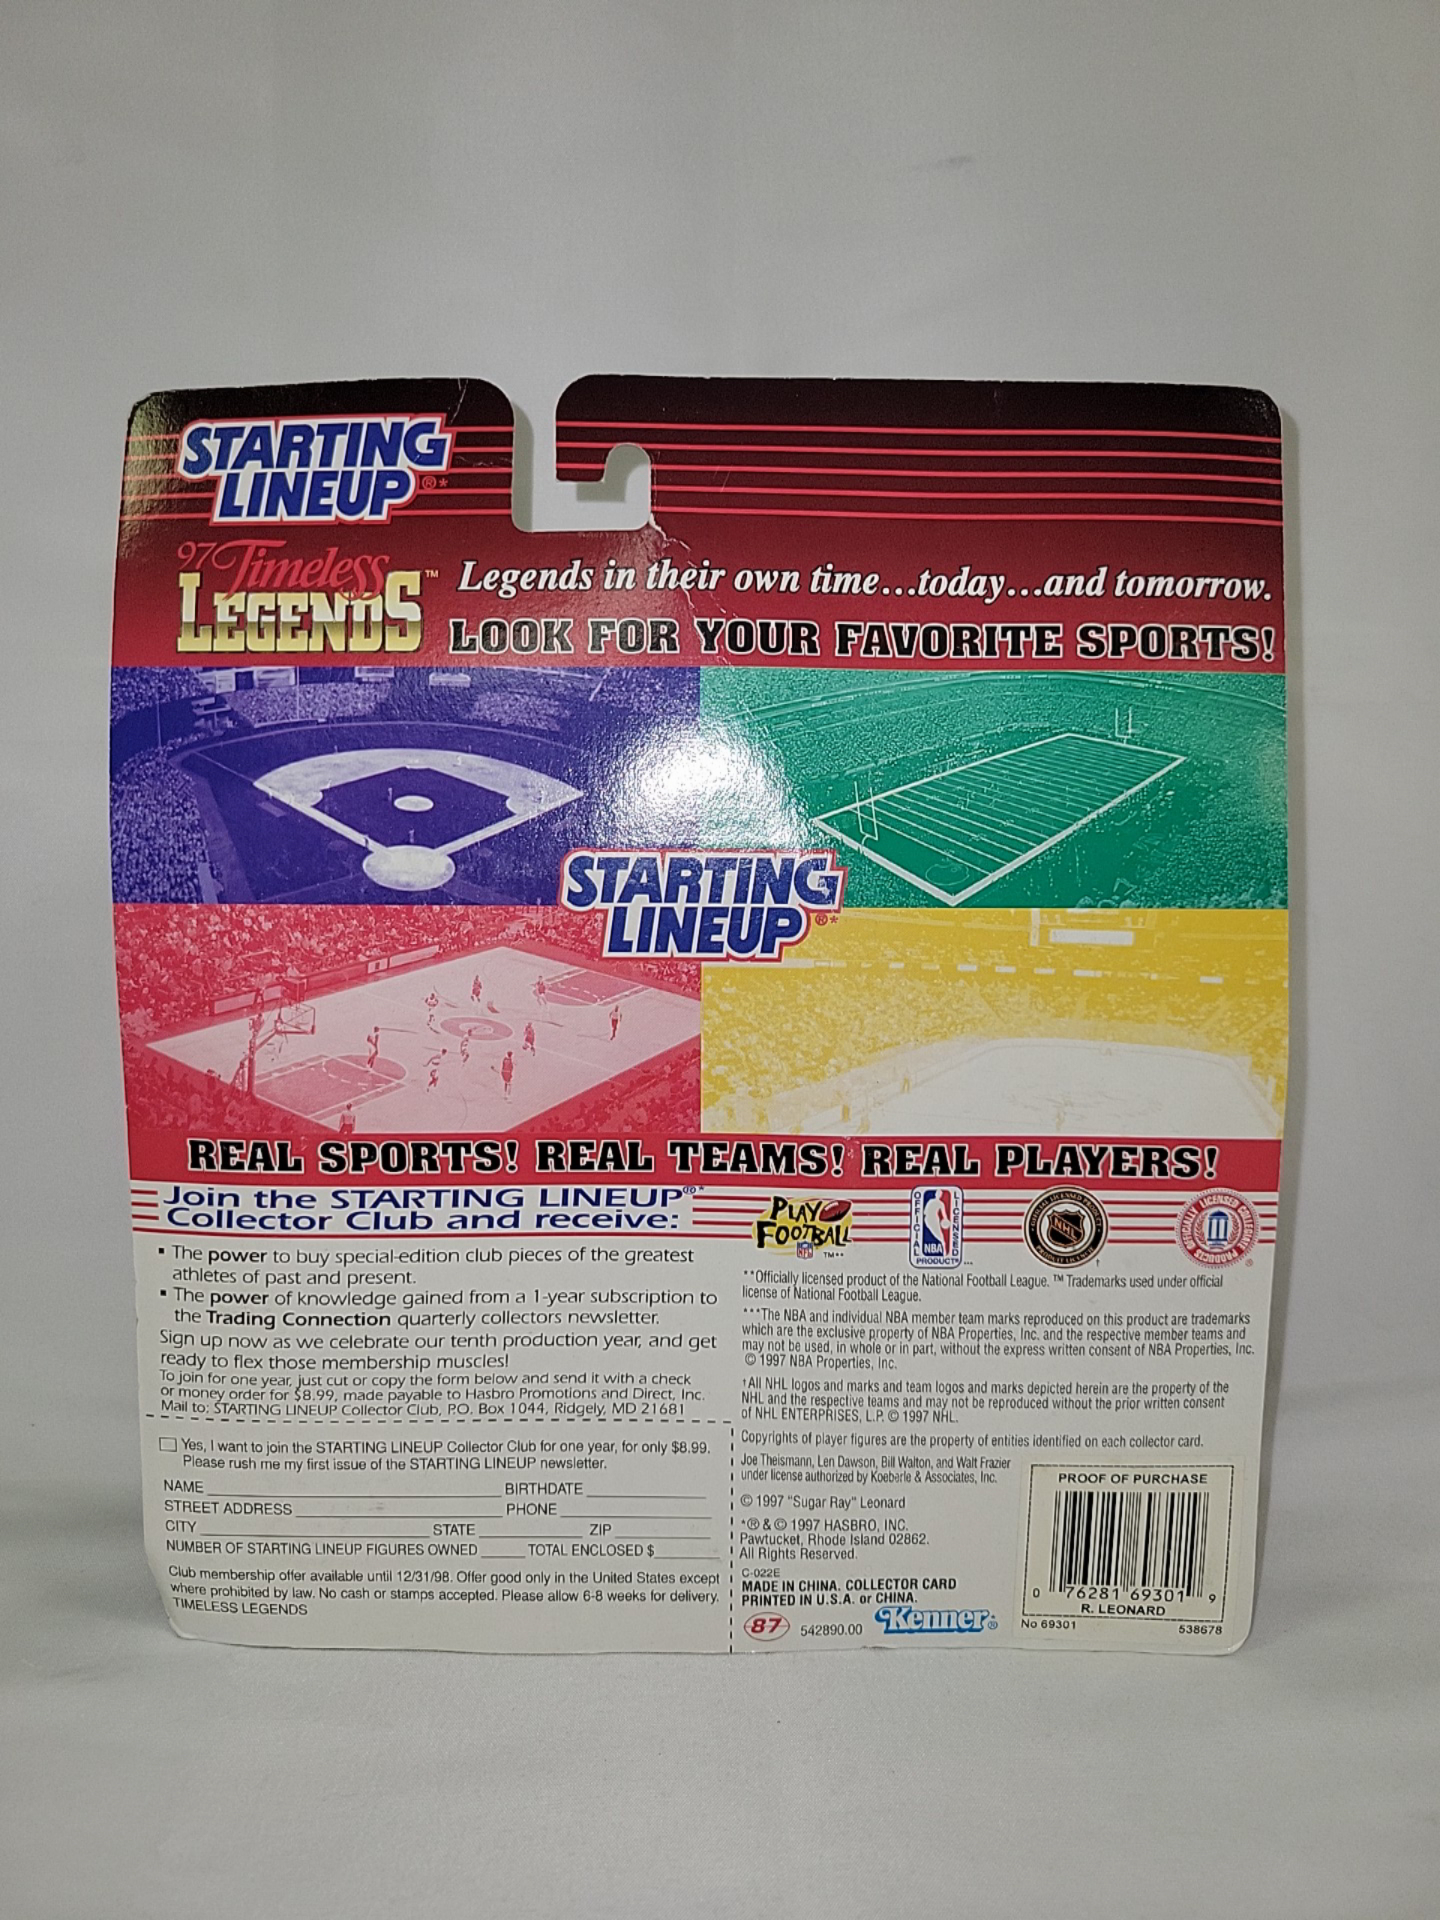 STARTING
LINEUP®*
97 Timeless
LEGENDS™
Legends in their own time...today...and tomorrow.
LOOK FOR YOUR FAVORITE SPORTS!
STARTING
LINEUP®*
REAL SPORTS! REAL TEAMS! REAL PLAYERS!
Join the STARTING LINEUP®*
Collector Club and receive:
▪ The power to buy special-edition club pieces of the greatest
athletes of past and present.
▪ The power of knowledge gained from a 1-year subscription to
the Trading Connection quarterly collectors newsletter.
Sign up now as we celebrate our tenth production year, and get
ready to flex those membership muscles!
To join for one year, just cut or copy the form below and send it with a check
or money order for $8.99, made payable to Hasbro Promotions and Direct, Inc.
Mail to: STARTING LINEUP Collector Club, P.O. Box 1044, Ridgely, MD 21681
Yes, I want to join the STARTING LINEUP Collector Club for one year, for only $8.99.
Please rush me my first issue of the STARTING LINEUP newsletter.
NAME BIRTHDATE
STREET ADDRESS PHONE
CITY STATE ZIP
NUMBER OF STARTING LINEUP FIGURES OWNED TOTAL ENCLOSED $
Club membership offer available until 12/31/98. Offer good only in the United States except
where prohibited by law. No cash or stamps accepted. Please allow 6-8 weeks for delivery.
TIMELESS LEGENDS
PLAY
FOOTBALL
NFL
TM**
OFFICIAL
LICENSED
NBA
PRODUCT®***
NHL
†
OFFICIALLY LICENSED COLLEGIATE PRODUCTS
®
**Officially licensed product of the National Football League. ™ Trademarks used under official
license of National Football League.
***The NBA and individual NBA member team marks reproduced on this product are trademarks
which are the exclusive property of NBA Properties, Inc. and the respective member teams and
may not be used, in whole or in part, without the express written consent of NBA Properties, Inc.
© 1997 NBA Properties, Inc.
†All NHL logos and marks and team logos and marks depicted herein are the property of the
NHL and the respective teams and may not be reproduced without the prior written consent
of NHL ENTERPRISES, L.P. © 1997 NHL.
Copyrights of player figures are the property of entities identified on each collector card.
Joe Theismann, Len Dawson, Bill Walton, and Walt Frazier
under license authorized by Koeberle & Associates, Inc.
© 1997 "Sugar Ray" Leonard
*® & © 1997 HASBRO, INC.
Pawtucket, Rhode Island 02862.
All Rights Reserved.
C-022E
MADE IN CHINA. COLLECTOR CARD
PRINTED IN U.S.A. or CHINA.
87 542890.00 Kenner®
PROOF OF PURCHASE
0 76281 69301 9
R. LEONARD
No 69301 538678